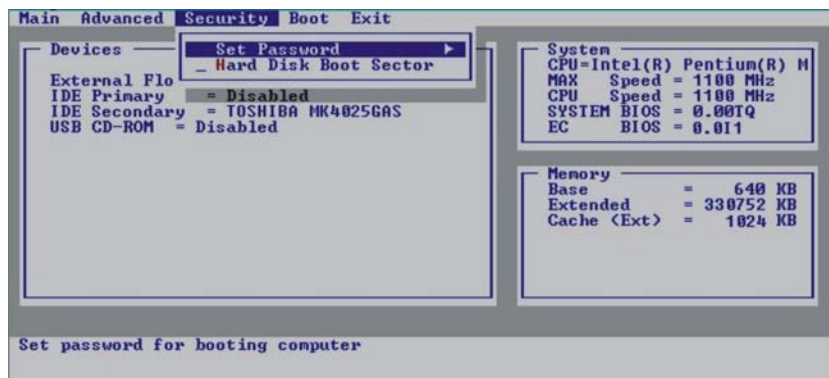 Main Advanced Security Boot Exit
Devices
Set Password
_ Hard Disk Boot Sector
External Flo
IDE Primary = Disabled
IDE Secondary = TOSHIBA MK4025GAS
USB CD-ROM = Disabled
System
CPU=Intel(R) Pentium(R) M
MAX Speed = 1100 MHz
CPU Speed = 1100 MHz
SYSTEM BIOS = 0.00TQ
EC BIOS = 0.0I1
Memory
Base = 640 KB
Extended = 330752 KB
Cache (Ext) = 1024 KB
Set password for booting computer